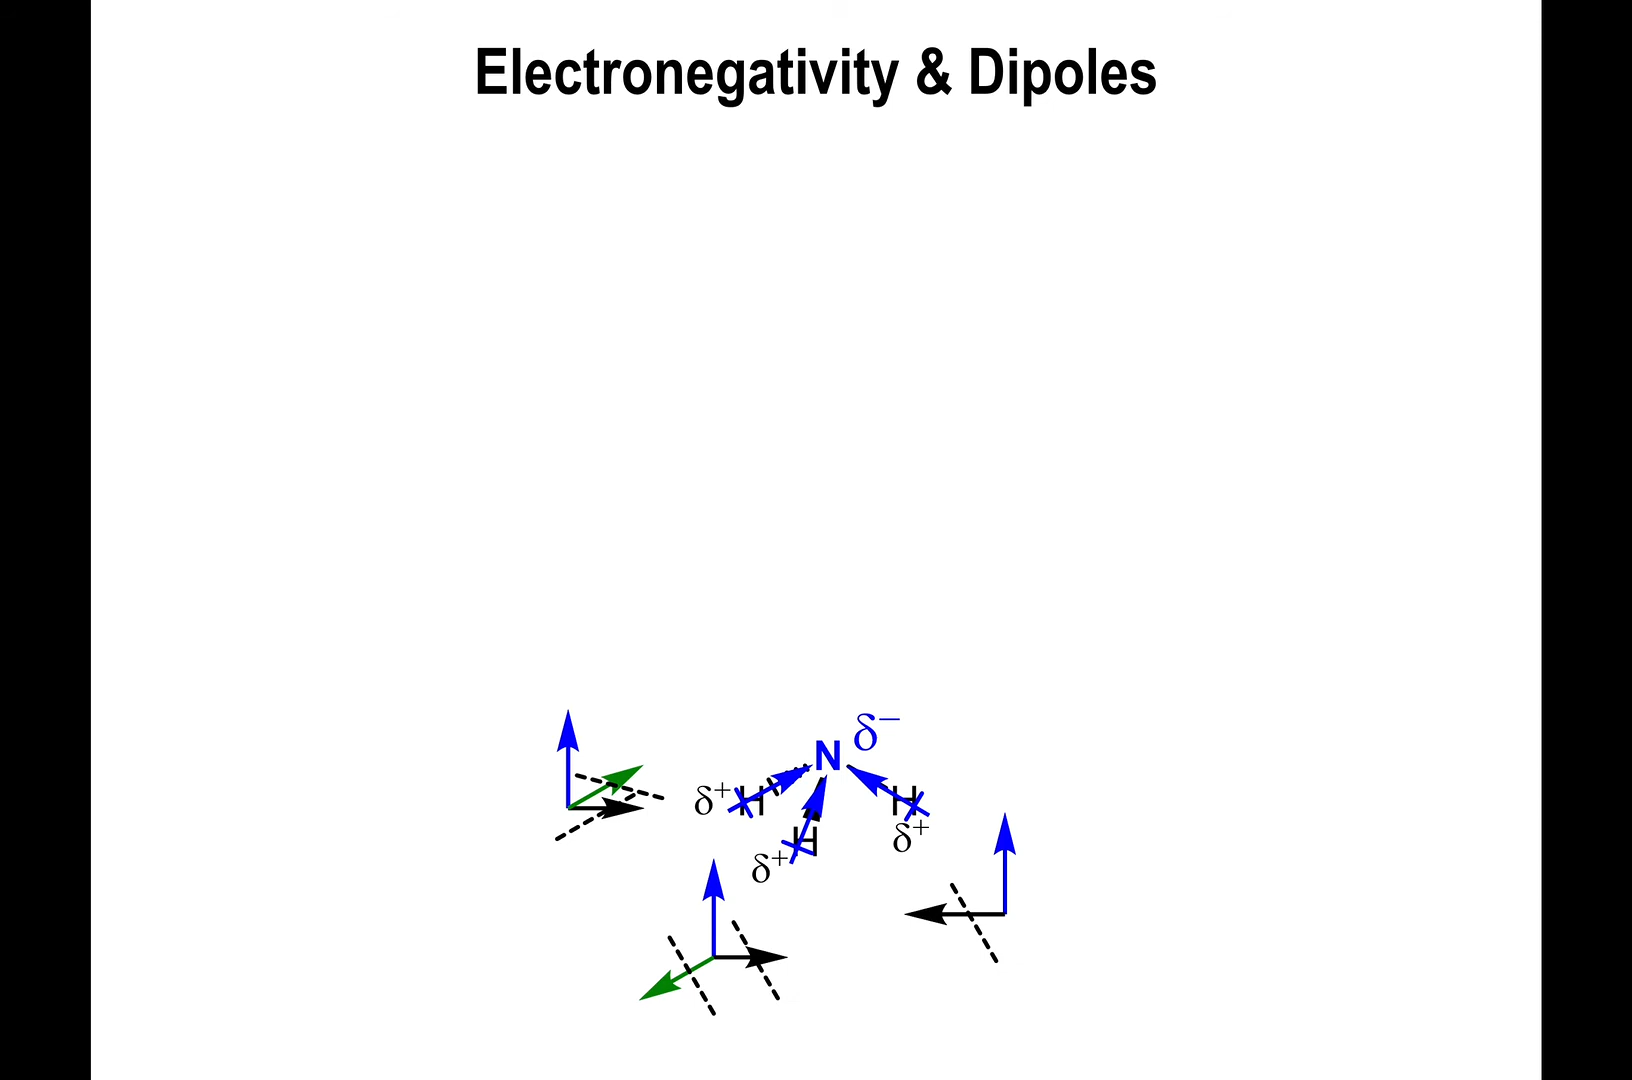 Electronegativity & Dipoles
N δ−
δ+ H H
δ+
H
δ+